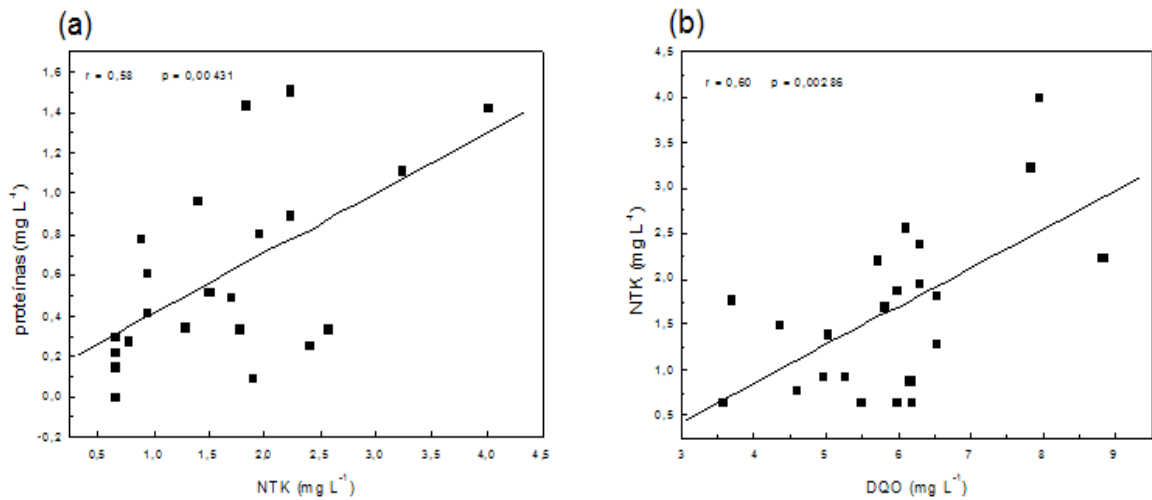 (a)
r = 0,58 p = 0,00431
proteínas (mg L⁻¹)
1,6
1,4
1,2
1,0
0,8
0,6
0,4
0,2
0,0
-0,2
0,5 1,0 1,5 2,0 2,5 3,0 3,5 4,0 4,5
NTK (mg L⁻¹)
(b)
r = 0,60 p = 0,00286
NTK (mg L⁻¹)
4,5
4,0
3,5
3,0
2,5
2,0
1,5
1,0
0,5
3 4 5 6 7 8 9
DQO (mg L⁻¹)